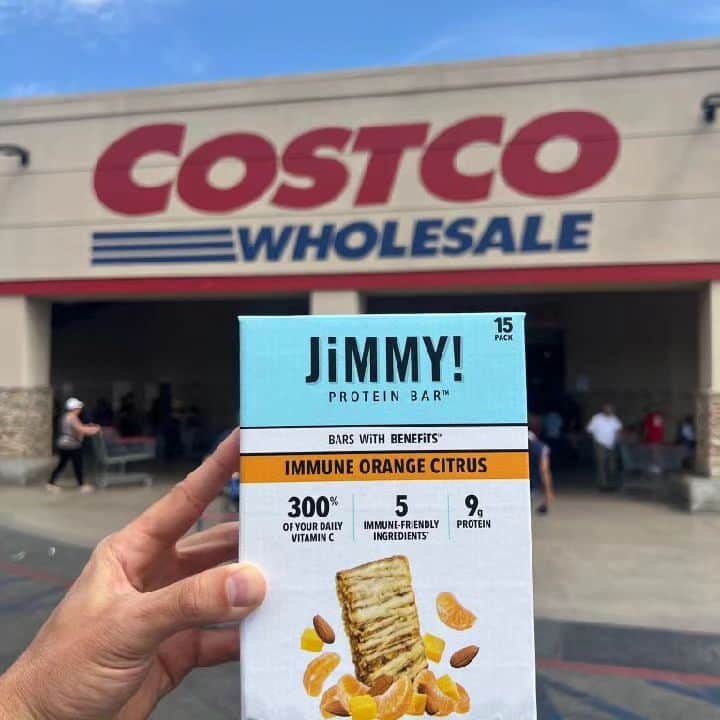 COSTCO
WHOLESALE
15
PACK
JiMMY!
PROTEIN BAR™
BARS WiTH BENEFiTS™
IMMUNE ORANGE CITRUS
300%
OF YOUR DAILY
VITAMIN C
5
IMMUNE-FRIENDLY
INGREDIENTS*
9g
PROTEIN